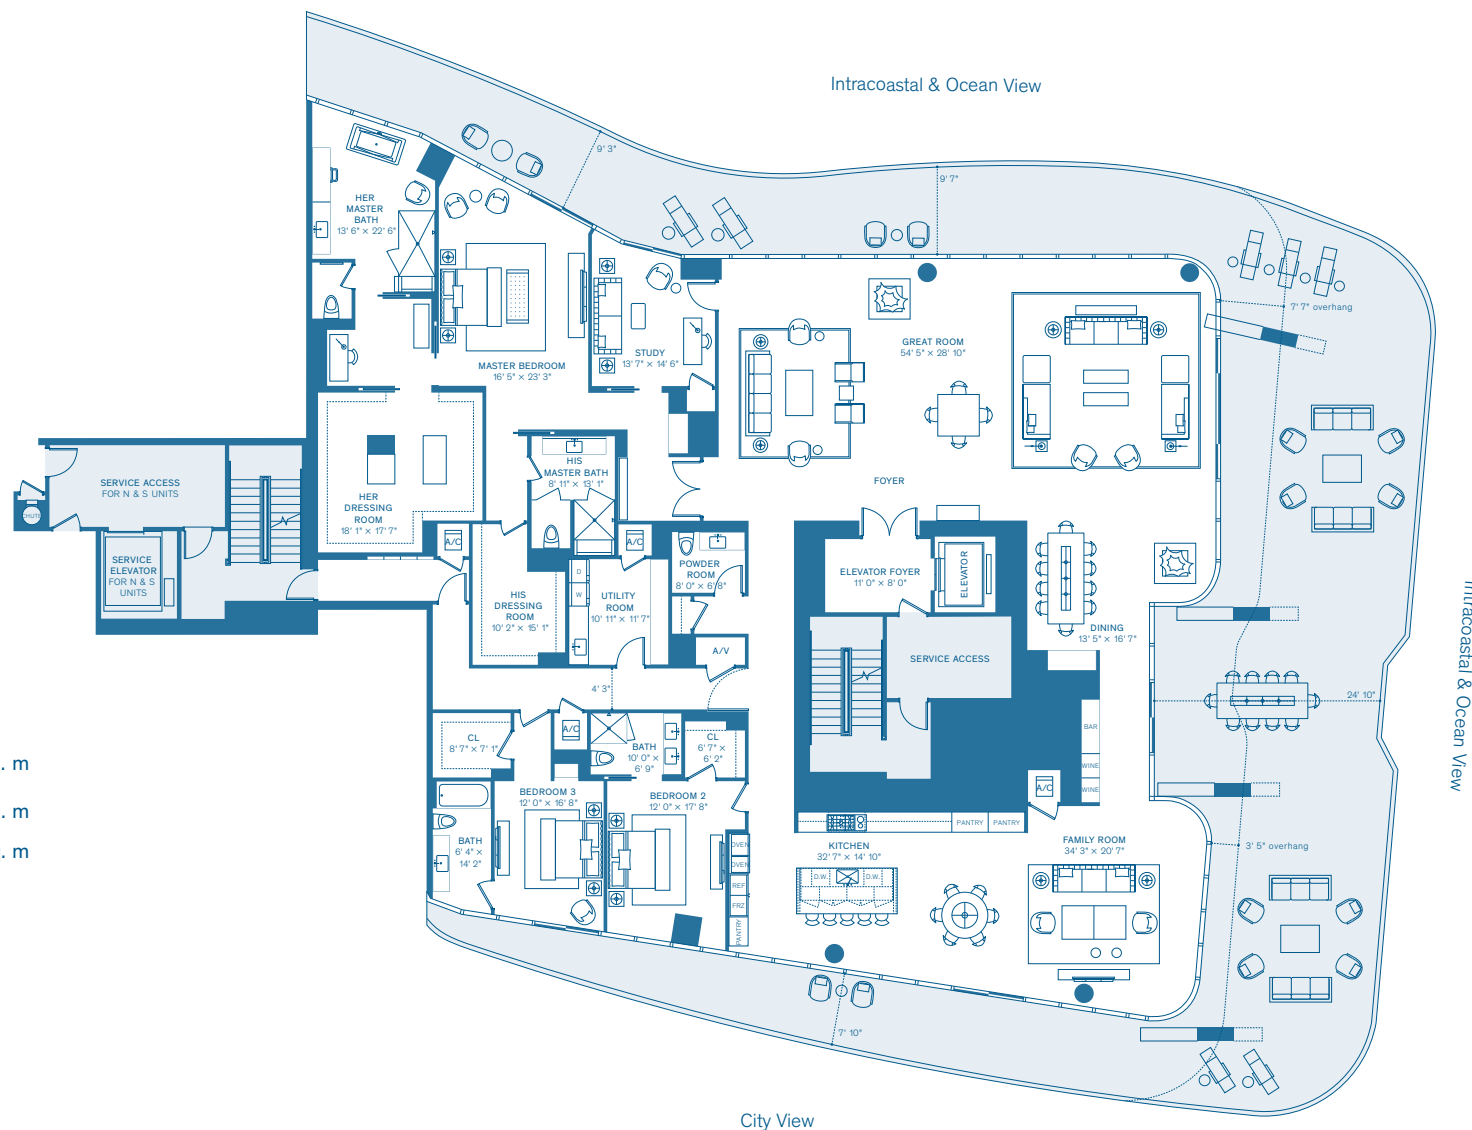 Intracoastal & Ocean View
9' 3"
9' 7"
HER
MASTER
BATH
13' 6" × 22' 6"
7' 7" overhang
GREAT ROOM
54' 5" × 28' 10"
STUDY
13' 7" × 14' 6"
MASTER BEDROOM
16' 5" × 23' 3"
HIS
MASTER BATH
8' 11" × 13' 1"
FOYER
SERVICE ACCESS
FOR N & S UNITS
CHUTE
HER
DRESSING
ROOM
18' 1" × 17' 7"
A/C
A/C
SERVICE
ELEVATOR
FOR N & S
UNITS
D
W
POWDER
ROOM
8' 0" × 6' 8"
ELEVATOR FOYER
11' 0" × 8' 0"
ELEVATOR
HIS
DRESSING
ROOM
10' 2" × 15' 1"
UTILITY
ROOM
10' 11" × 11' 7"
DINING
13' 5" × 16' 7"
A/V
SERVICE ACCESS
4' 3"
24' 10"
Intracoastal & Ocean View
CL
8' 7" × 7' 1"
A/C
BATH
10' 0" ×
6' 9"
CL
6' 7" ×
6' 2"
BAR
WINE
WINE
A/C
. m
. m
. m
BEDROOM 3
12' 0" × 16' 8"
BEDROOM 2
12' 0" × 17' 8"
BATH
6' 4" ×
14' 2"
PANTRY
PANTRY
KITCHEN
32' 7" × 14' 10"
FAMILY ROOM
34' 3" × 20' 7"
3' 5" overhang
OVEN
OVEN
REF
FRZ
PANTRY
D.W.
D.W.
7' 10"
City View